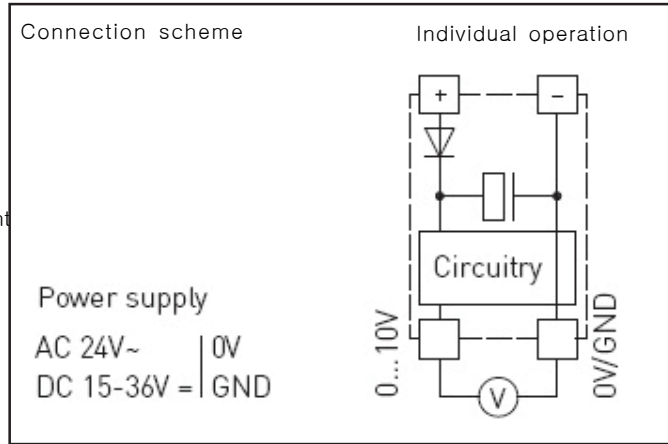 Connection scheme
Individual operation
+ −
Circuitry
Power supply
AC 24V~ 0V
DC 15-36V = GND
0...10V
0V/GND
V